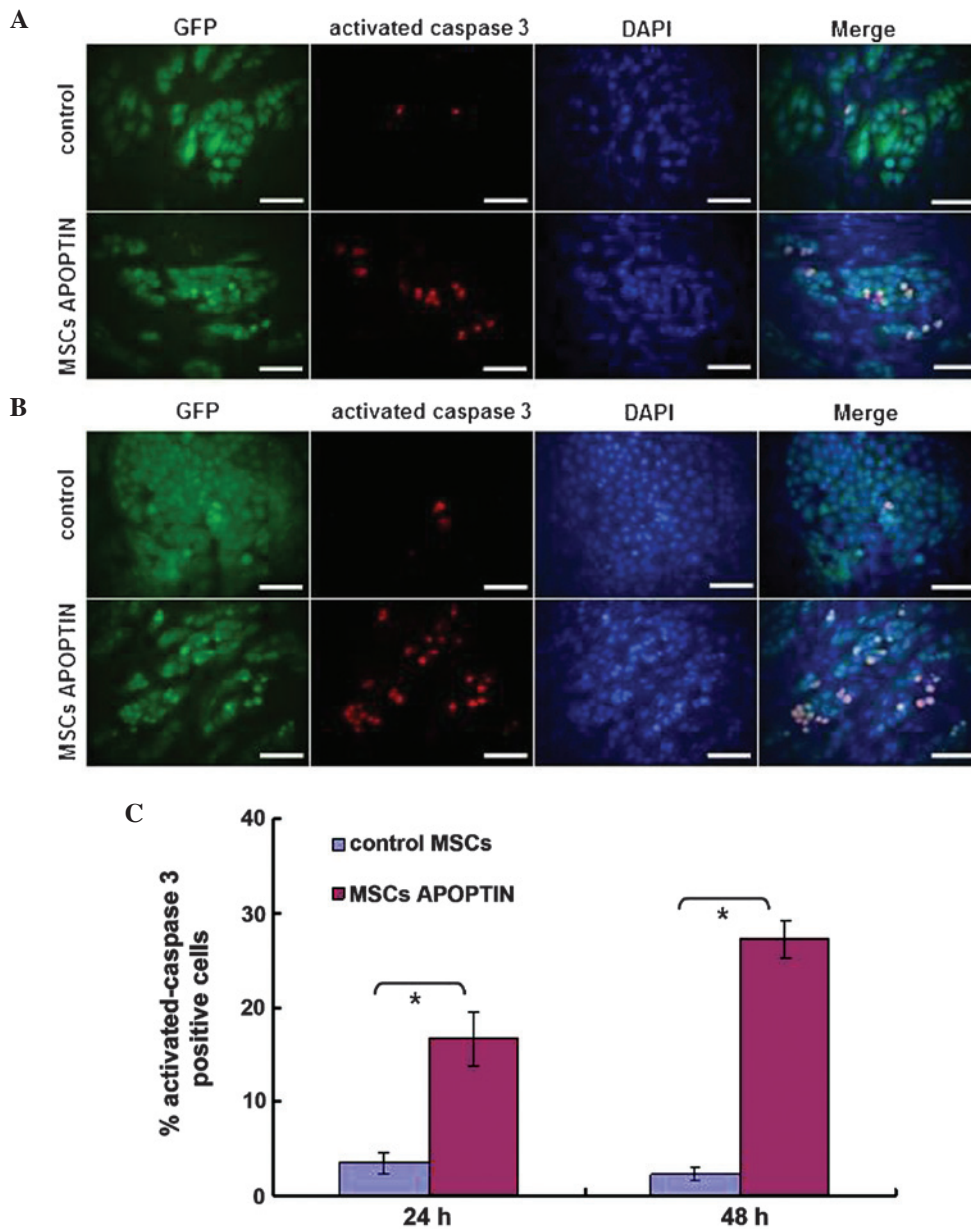 A
GFP activated caspase 3 DAPI Merge
control
MSCs APOPTIN
B
GFP activated caspase 3 DAPI Merge
control
MSCs APOPTIN
C
% activated-caspase 3
positive cells
40
30
20
10
0
control MSCs
MSCs APOPTIN
*
*
24 h 48 h